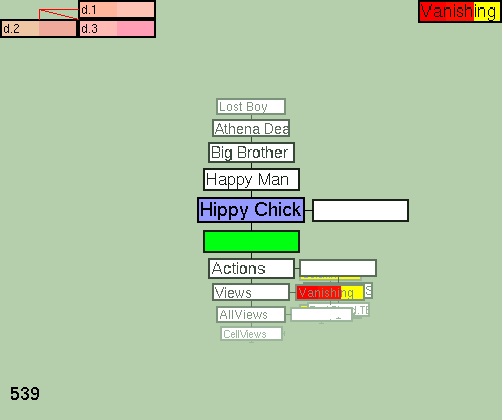 d.1
Vanishing
d.2
d.3
Lost Boy
Athena Dea
Big Brother
Happy Man
Hippy Chick
Actions
Views
Vanishing
AllViews
CellViews
539